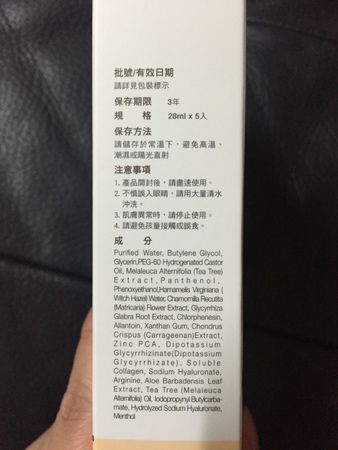 批號/有效日期
請詳見包裝標示
保存期限 3年
規格 28ml x 5入
保存方法
請儲存於常溫下，避免高溫、
潮濕或陽光直射
注意事項
1. 產品開封後，請盡速使用。
2. 不慎誤入眼睛，請用大量清水
沖洗。
3. 肌膚異常時，請停止使用。
4. 請避免孩童接觸或誤食。
成分
Purified Water, Butylene Glycol,
Glycerin,PEG-60 Hydrogenated Castor
Oil, Melaleuca Alternifolia (Tea Tree)
Extract, Panthenol,
Phenoxyethanol,Hamamelis Virginiana (
Witch Hazel) Water, Chamomilla Recutita
(Matricaria) Flower Extract, Glycyrrhiza
Glabra Root Extract, Chlorphenesin,
Allantoin, Xanthan Gum, Chondrus
Crispus (Carrageenan)Extract,
Zinc PCA, Dipotassium
Glycyrrhizinate(Dipotassium
Glycyrrhizate), Soluble
Collagen, Sodium Hyaluronate,
Arginine, Aloe Barbadensis Leaf
Extract, Tea Tree (Melaleuca
Alternifolia) Oil, Iodopropynyl Butylcarba-
mate, Hydrolyzed Sodium Hyaluronate,
Menthol